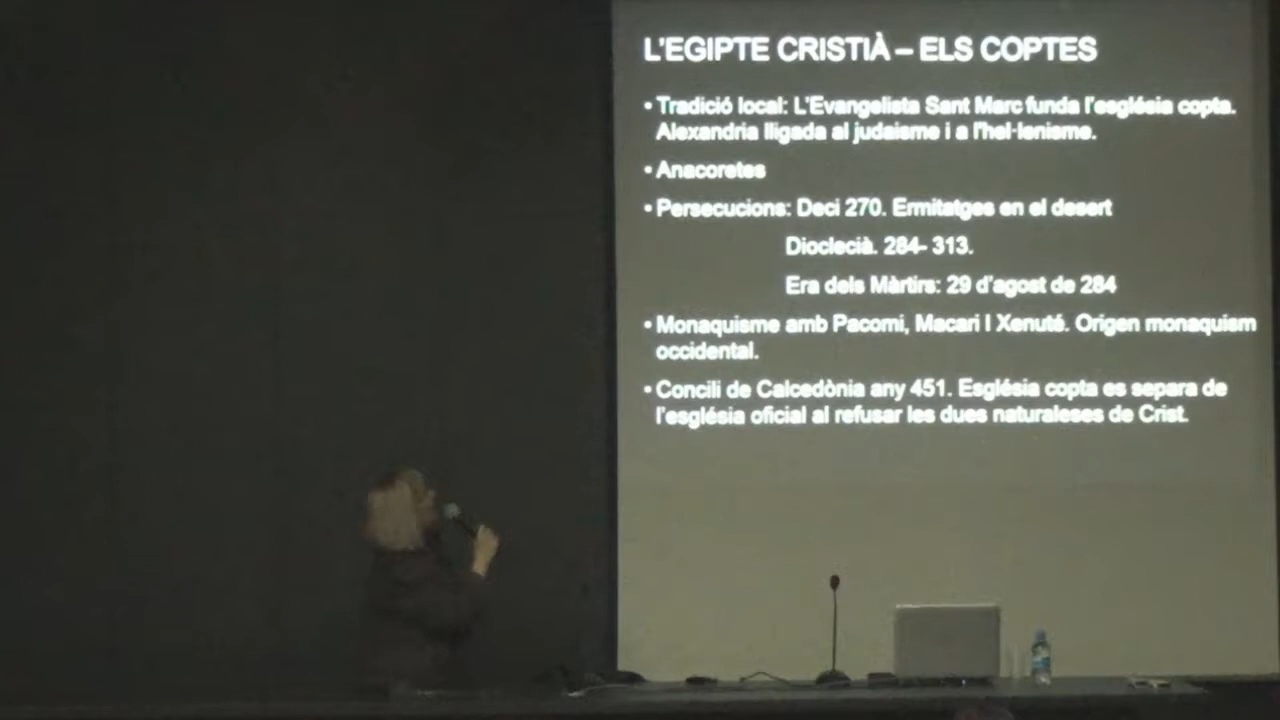 L'EGIPTE CRISTIÀ – ELS COPTES
• Tradició local: L'Evangelista Sant Marc funda l'església copta.
Alexandria lligada al judaisme i a l'hel·lenisme.
• Anacoretes
• Persecucions: Deci 270. Ermitatges en el desert
Dioclecià. 284- 313.
Era dels Màrtirs: 29 d'agost de 284
• Monaquisme amb Pacomi, Macari I Xenuté. Origen monaquism
occidental.
• Concili de Calcedònia any 451. Església copta es separa de
l'església oficial al refusar les dues naturaleses de Crist.